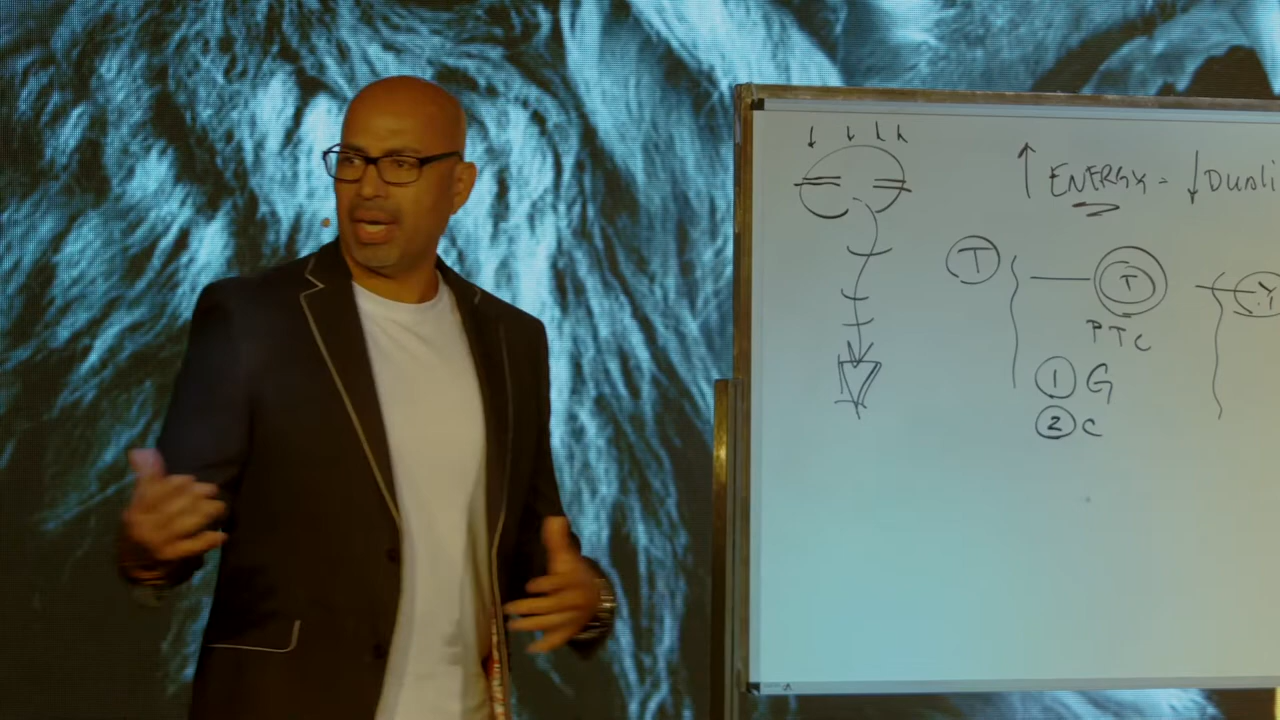 ↑ ENERGY = ↓ DUALI
T T Y
PTC
① G
② C